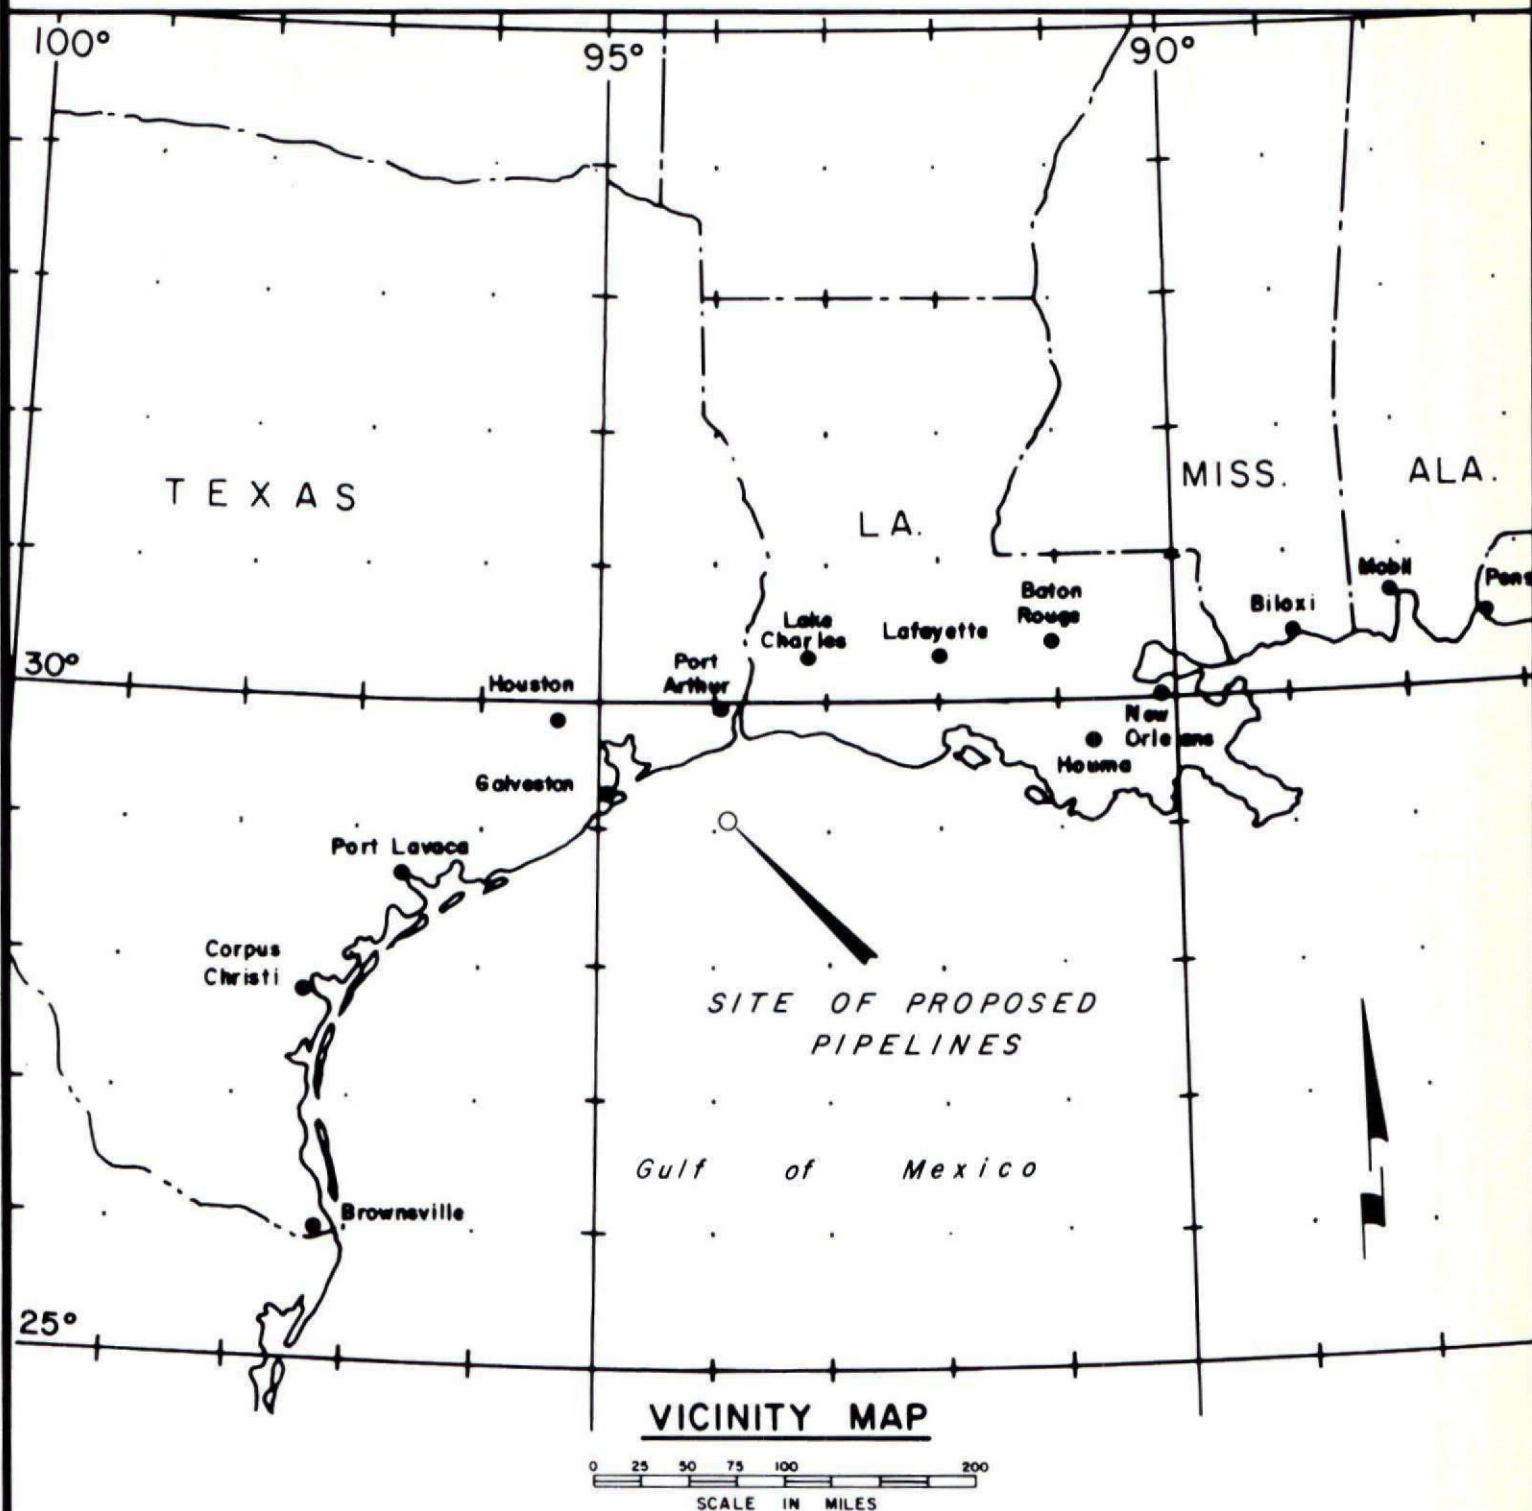 100°
95°
90°
TEXAS
LA.
MISS.
ALA.
Mobil
Biloxi
Baton
Rouge
Lake
Charles
Lafayette
30°
Port
Arthur
Houston
New
Orleans
Houma
Galveston
Port Lavaca
Corpus
Christi
SITE OF PROPOSED
PIPELINES
Gulf of Mexico
Brownsville
25°
VICINITY MAP
0 25 50 75 100 200
SCALE IN MILES
Pens